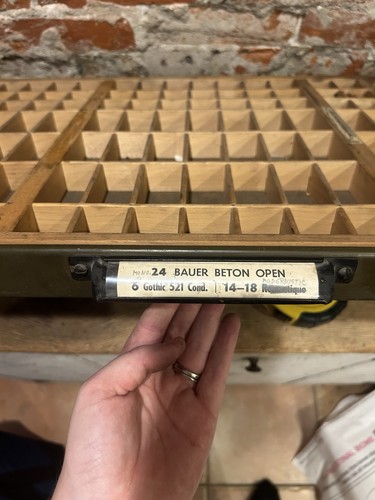 24 BAUER BETON OPEN
6 Gothic 521 Cond. 14-18